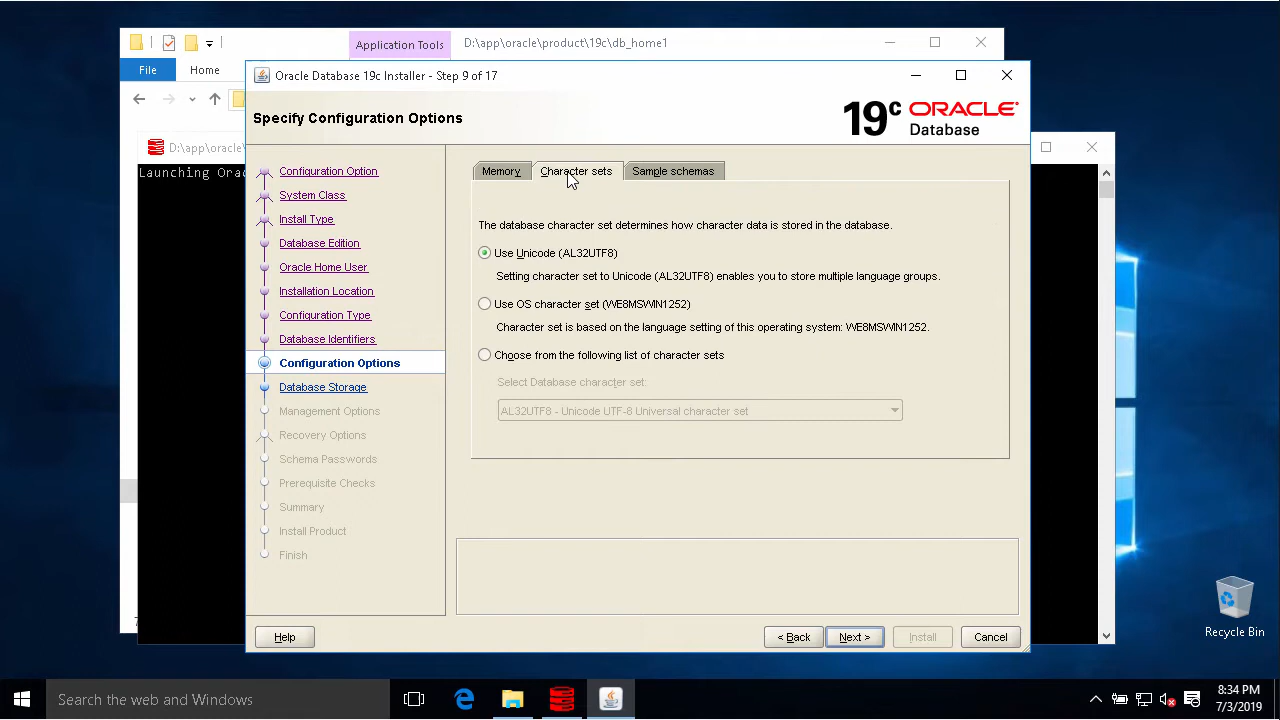 Application Tools
D:\app\oracle\product\19c\db_home1
File
Home
Oracle Database 19c Installer - Step 9 of 17
Specify Configuration Options
19c ORACLE
Database
D:\app\oracle\
Launching Orac
Configuration Option
System Class
Install Type
Database Edition
Oracle Home User
Installation Location
Configuration Type
Database Identifiers
Configuration Options
Database Storage
Management Options
Recovery Options
Schema Passwords
Prerequisite Checks
Summary
Install Product
Finish
Memory
Character sets
Sample schemas
The database character set determines how character data is stored in the database.
Use Unicode (AL32UTF8)
Setting character set to Unicode (AL32UTF8) enables you to store multiple language groups.
Use OS character set (WE8MSWIN1252)
Character set is based on the language setting of this operating system: WE8MSWIN1252.
Choose from the following list of character sets
Select Database character set:
AL32UTF8 - Unicode UTF-8 Universal character set
Help
< Back
Next >
Install
Cancel
Recycle Bin
Search the web and Windows
8:34 PM
7/3/2019